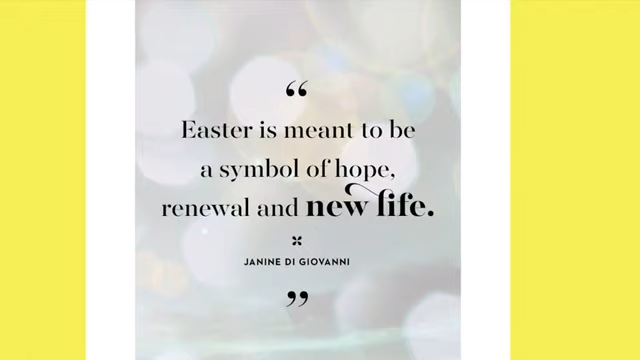 “
Easter is meant to be
a symbol of hope,
renewal and new life.
JANINE DI GIOVANNI
”